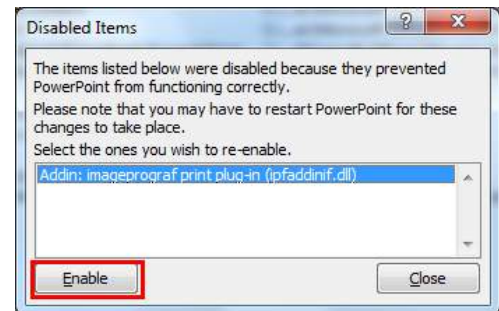 Disabled Items
The items listed below were disabled because they prevented
PowerPoint from functioning correctly.
Please note that you may have to restart PowerPoint for these
changes to take place.
Select the ones you wish to re-enable.
Addin: imageprograf print plug-in (ipfaddinif.dll)
Enable Close